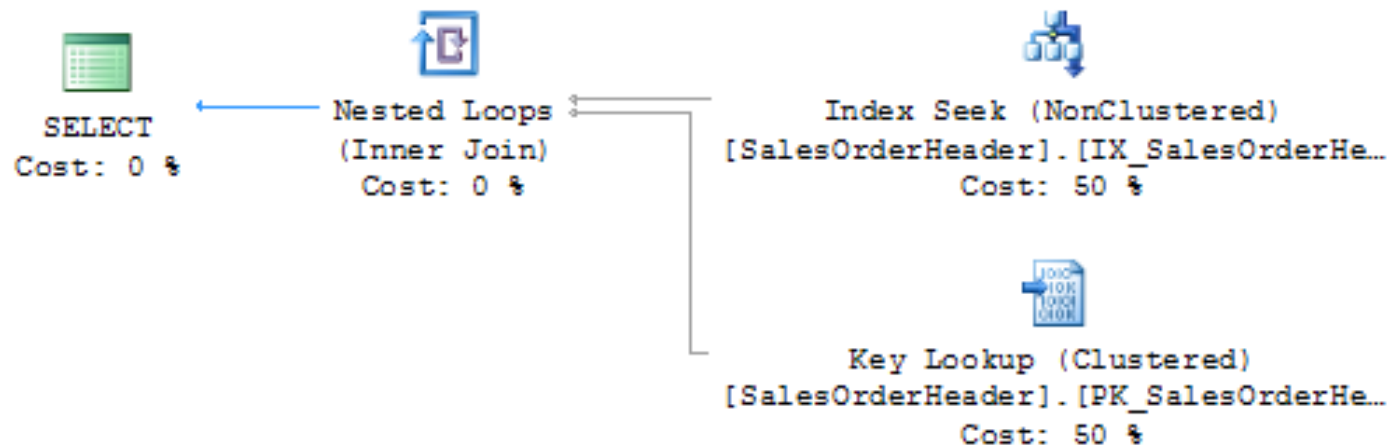 SELECT
Cost: 0 %
Nested Loops
(Inner Join)
Cost: 0 %
Index Seek (NonClustered)
[SalesOrderHeader].[IX_SalesOrderHe…
Cost: 50 %
Key Lookup (Clustered)
[SalesOrderHeader].[PK_SalesOrderHe…
Cost: 50 %